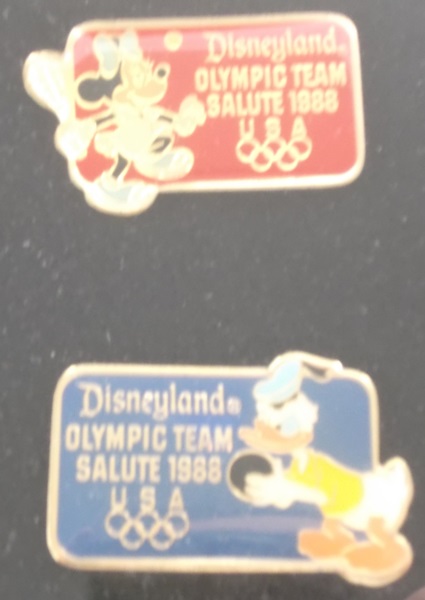 Disneyland®
OLYMPIC TEAM
SALUTE 1988
USA
Disneyland®
OLYMPIC TEAM
SALUTE 1988
USA